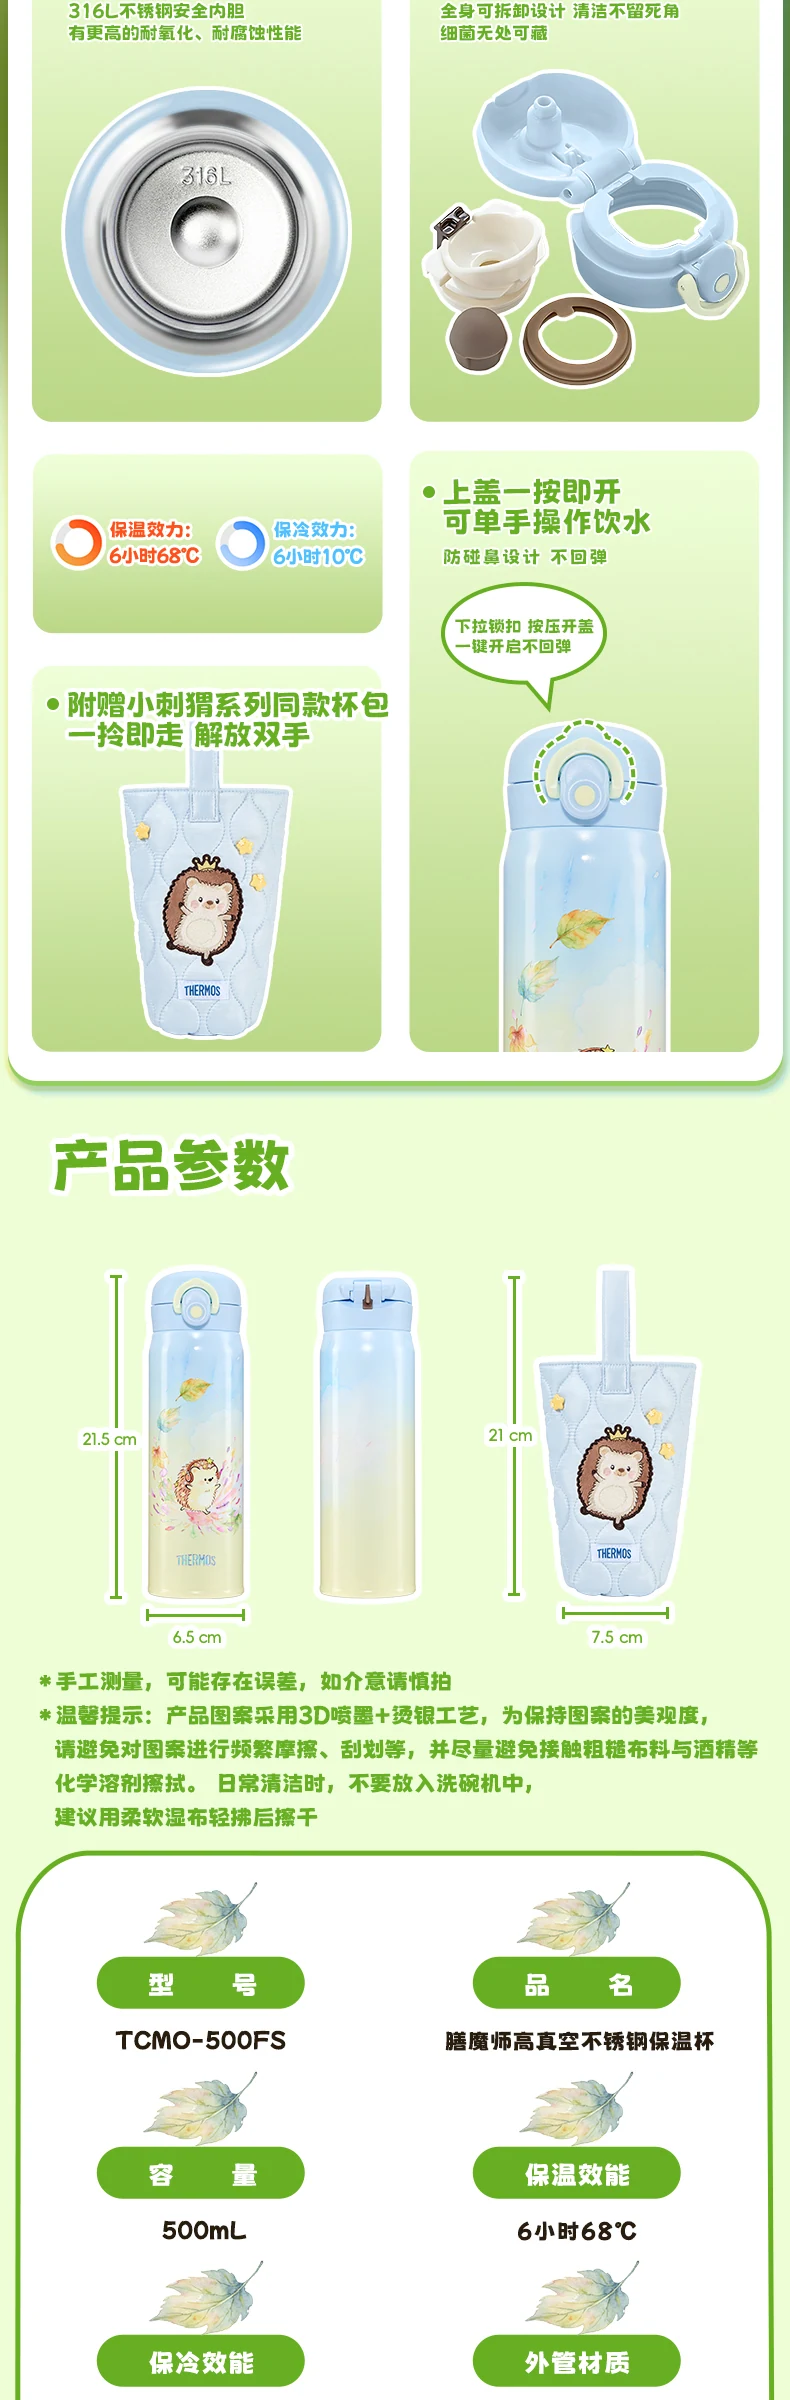 316L不锈钢安全内胆
有更高的耐氧化、耐腐蚀性能
316L
全身可拆卸设计 清洁不留死角
细菌无处可藏
保温效力:
6小时68℃
保冷效力:
6小时10℃
上盖一按即开
可单手操作饮水
防碰鼻设计 不回弹
下拉锁扣 按压开盖
一键开启不回弹
附赠小刺猬系列同款杯包
一拎即走 解放双手
THERMOS
产品参数
21.5 cm
THERMOS
6.5 cm
21 cm
THERMOS
7.5 cm
*手工测量，可能存在误差，如介意请慎拍
*温馨提示：产品图案采用3D喷墨+烫银工艺，为保持图案的美观度，
请避免对图案进行频繁摩擦、刮划等，并尽量避免接触粗糙布料与酒精等
化学溶剂擦拭。 日常清洁时，不要放入洗碗机中，
建议用柔软湿布轻拂后擦干
型 号
TCMO-500FS
品 名
膳魔师高真空不锈钢保温杯
容 量
500mL
保温效能
6小时68℃
保冷效能
外管材质